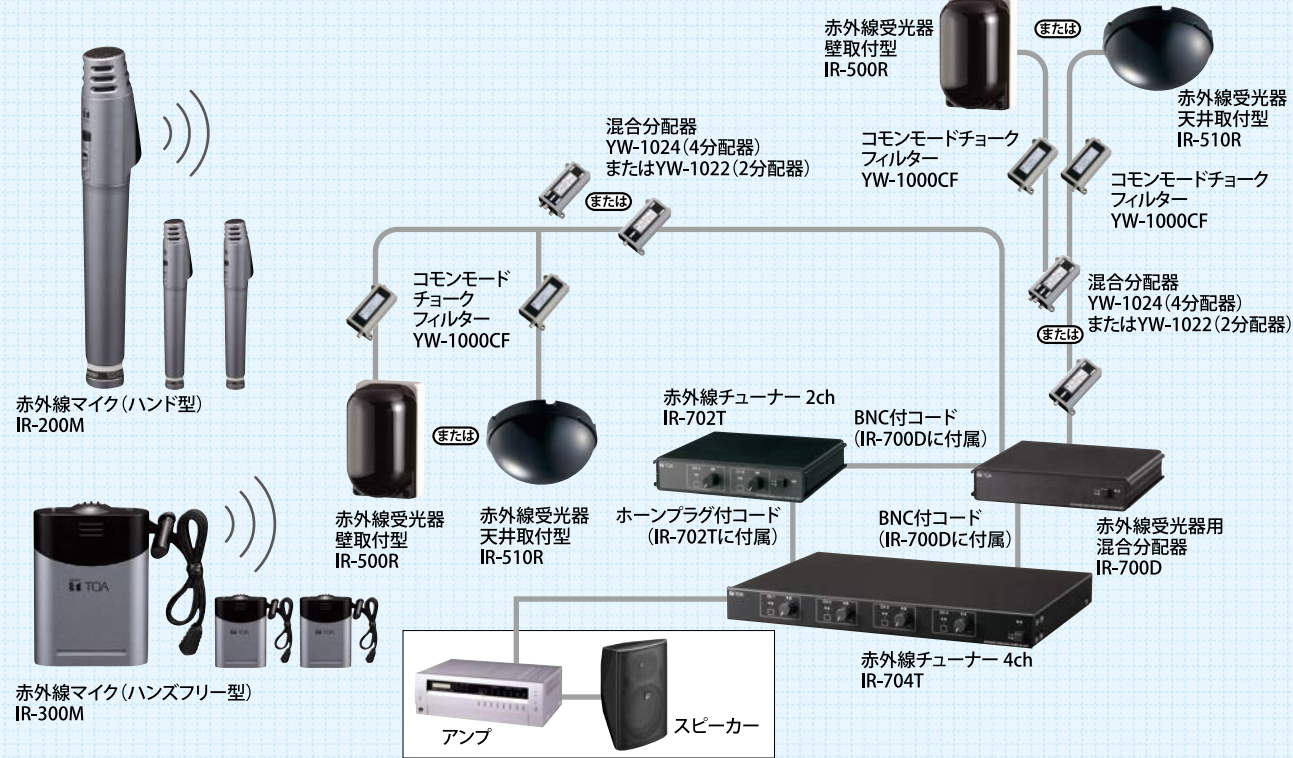 赤外線受光器
壁取付型
IR-500R
または
赤外線受光器
天井取付型
IR-510R
混合分配器
YW-1024(4分配器)
またはYW-1022(2分配器)
または
コモンモードチョーク
フィルター
YW-1000CF
コモンモードチョーク
フィルター
YW-1000CF
コモンモード
チョーク
フィルター
YW-1000CF
混合分配器
YW-1024(4分配器)
またはYW-1022(2分配器)
または
赤外線マイク(ハンド型)
IR-200M
または
赤外線チューナー 2ch
IR-702T
BNC付コード
(IR-700Dに付属)
TOA
TOA
赤外線受光器
壁取付型
IR-500R
赤外線受光器
天井取付型
IR-510R
ホーンプラグ付コード
(IR-702Tに付属)
BNC付コード
(IR-700Dに付属)
赤外線受光器用
混合分配器
IR-700D
TOA
TOA
TOA
TOA
赤外線チューナー 4ch
IR-704T
赤外線マイク(ハンズフリー型)
IR-300M
アンプ
スピーカー